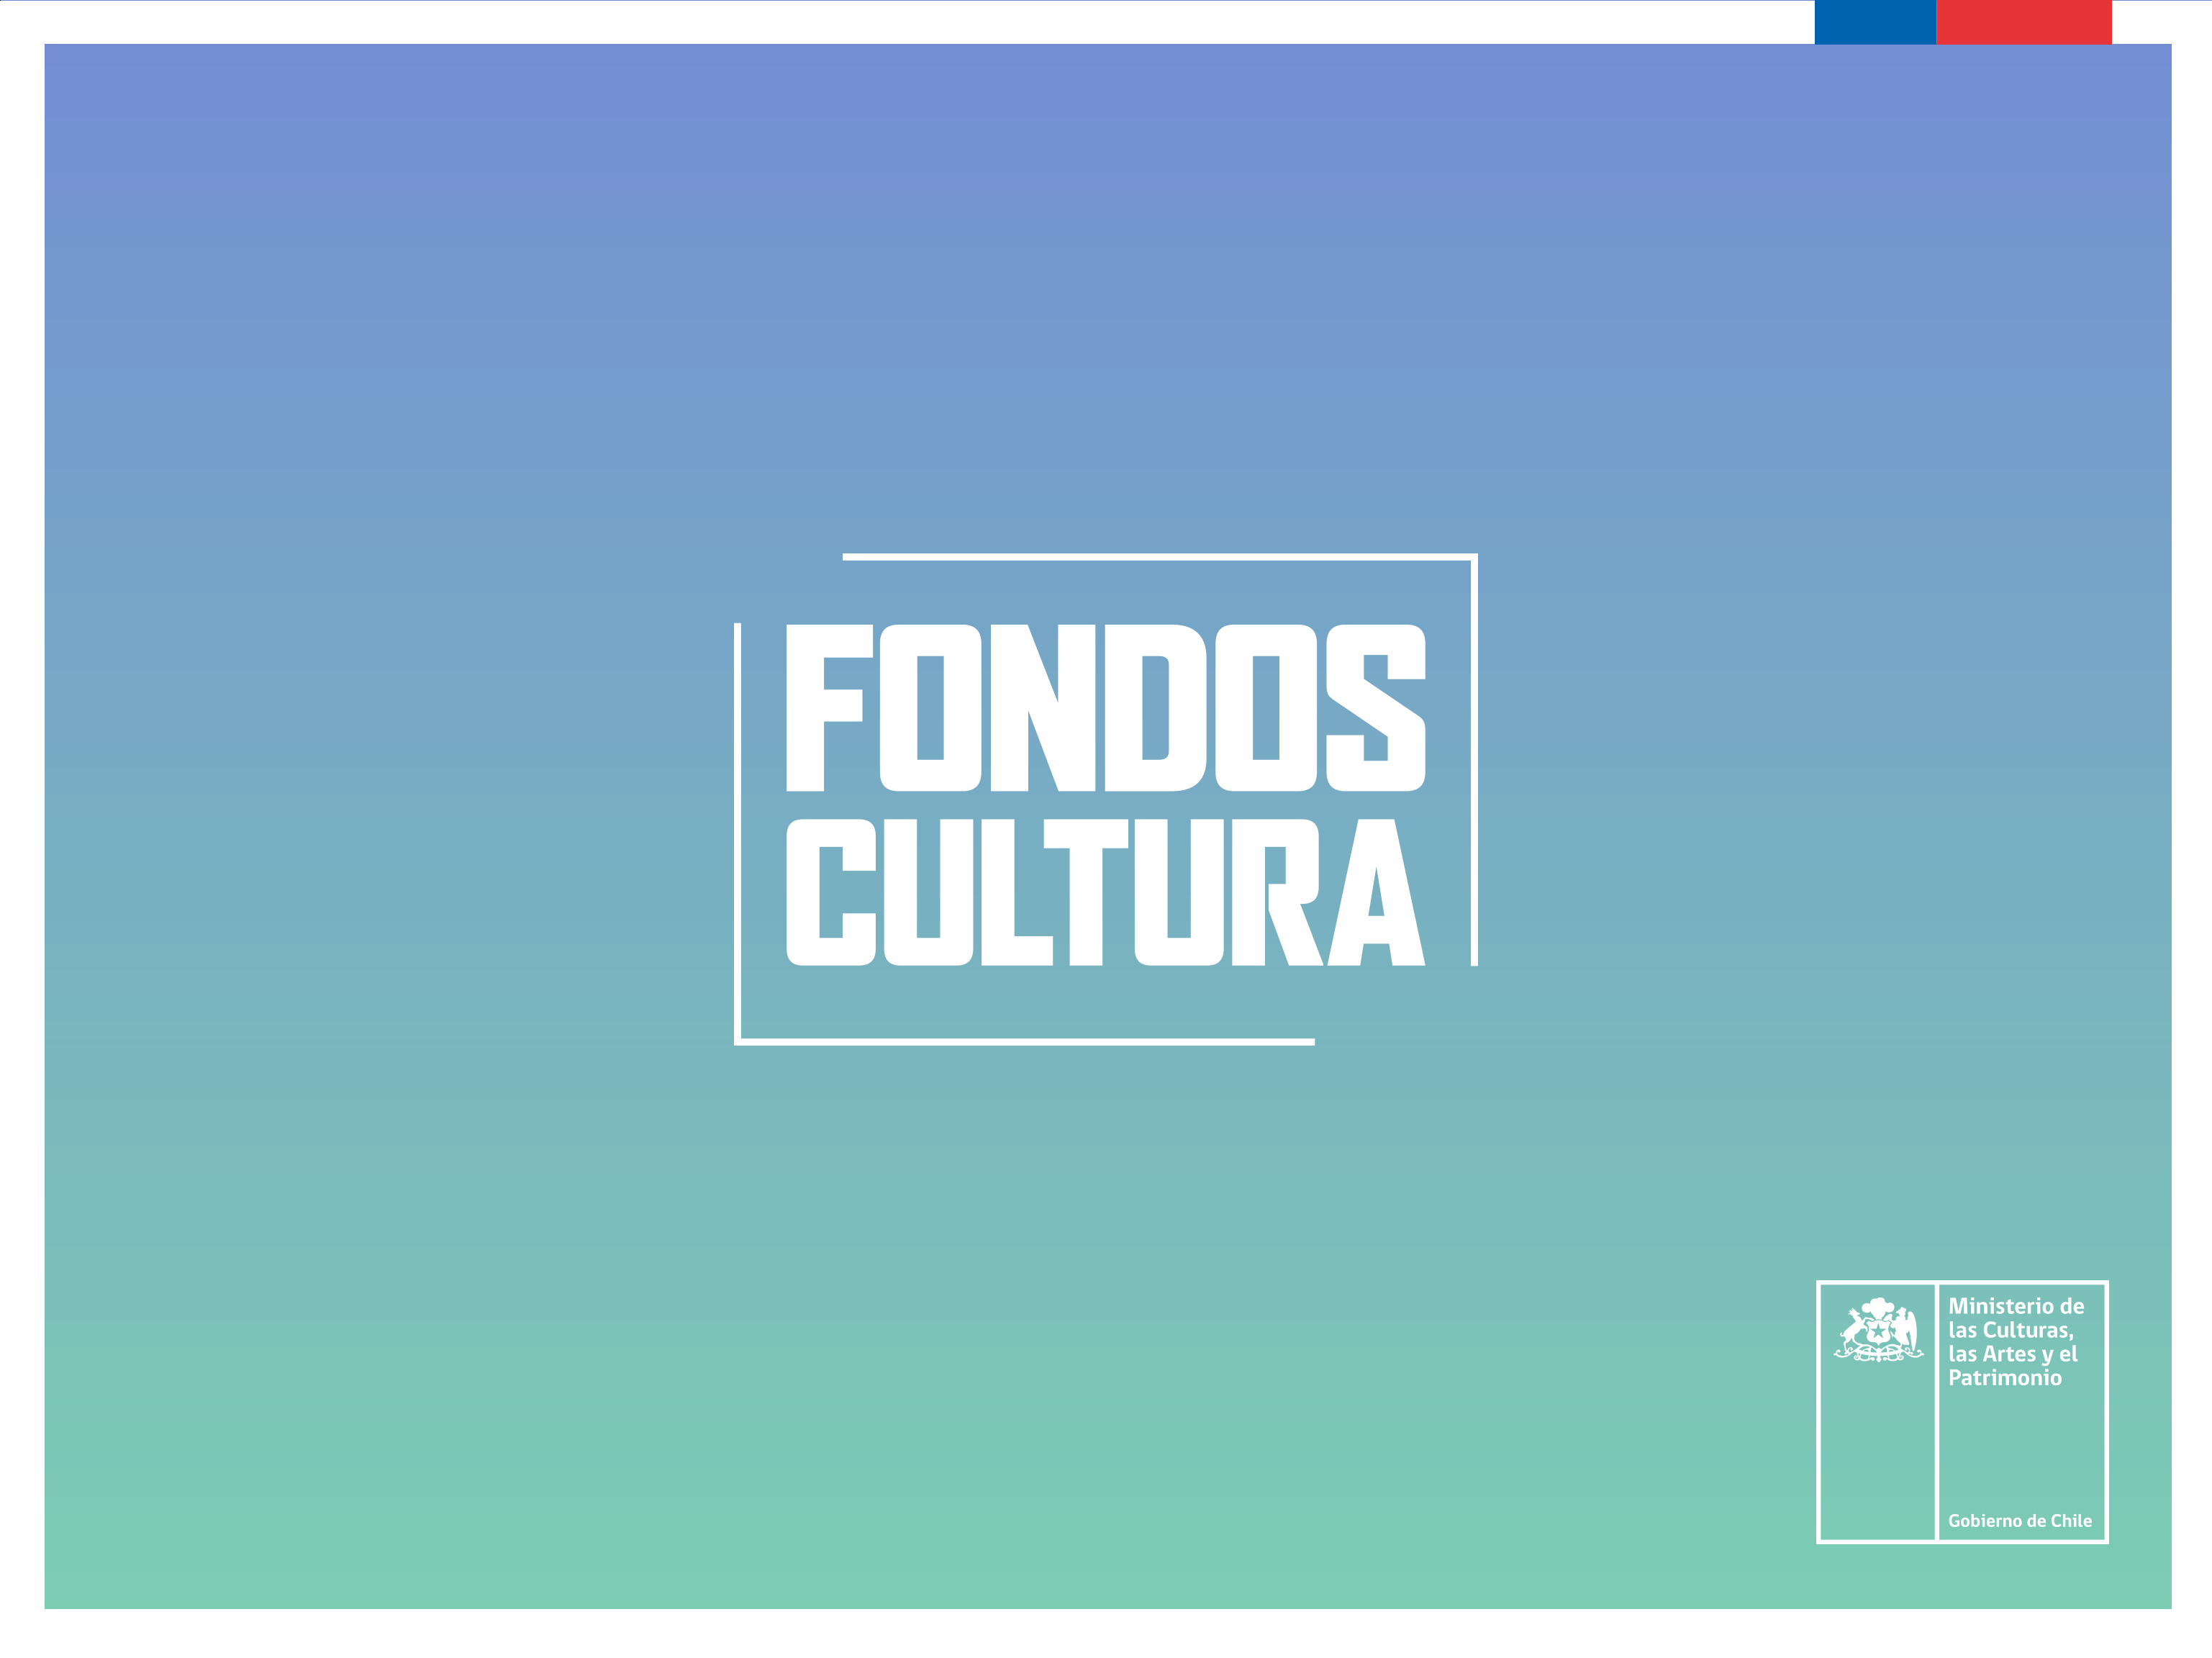 FONDOS
CULTURA
Ministerio de
las Culturas,
las Artes y el
Patrimonio
Gobierno de Chile